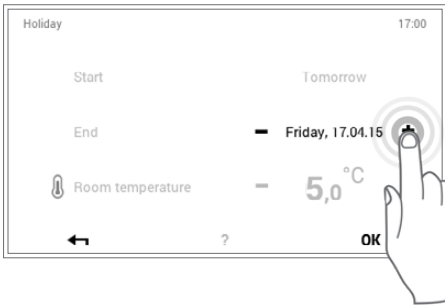 Holiday 17:00
Start Tomorrow
End - Friday, 17.04.15 +
Room temperature - 5,0 °C
? OK